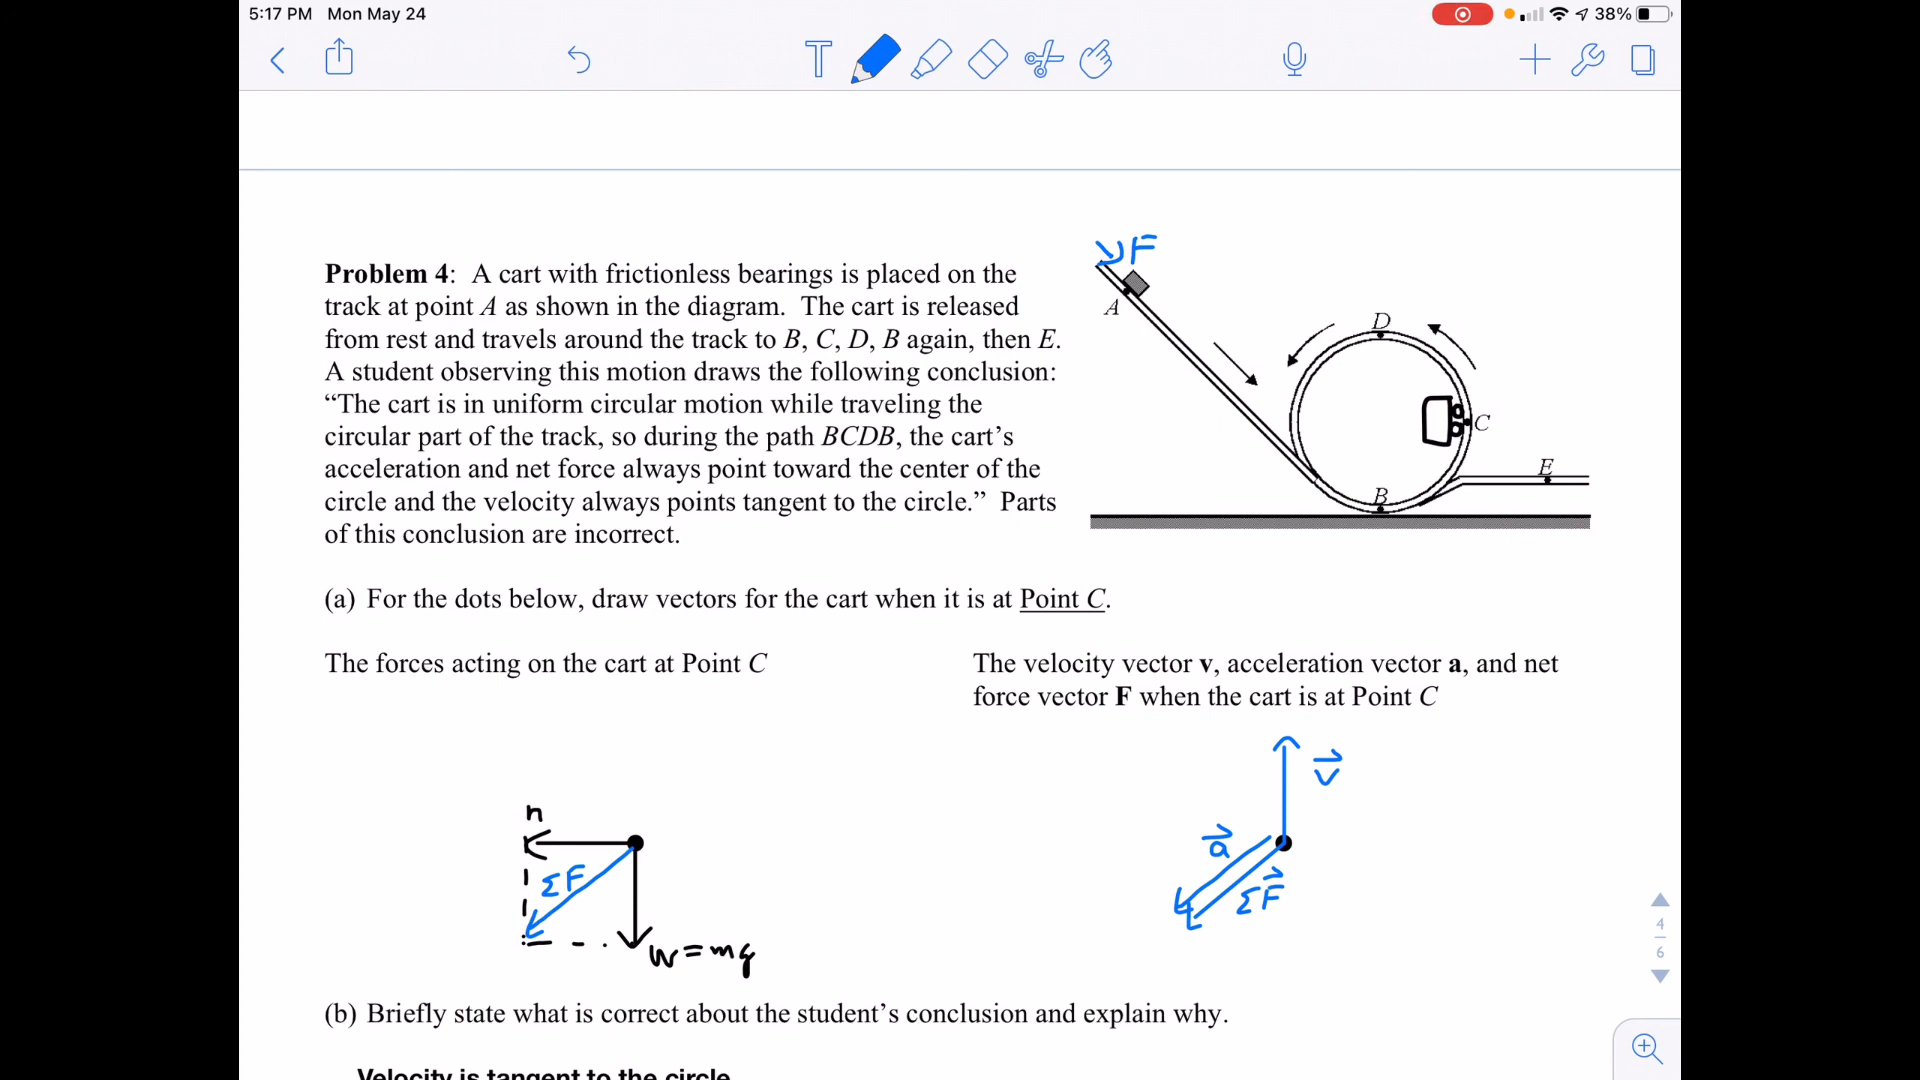 5:17 PM Mon May 24
38%
T
Problem 4: A cart with frictionless bearings is placed on the
track at point A as shown in the diagram. The cart is released
from rest and travels around the track to B, C, D, B again, then E.
A student observing this motion draws the following conclusion:
“The cart is in uniform circular motion while traveling the
circular part of the track, so during the path BCDB, the cart’s
acceleration and net force always point toward the center of the
circle and the velocity always points tangent to the circle.” Parts
of this conclusion are incorrect.
F
A
D
C
E
B
(a) For the dots below, draw vectors for the cart when it is at Point C.
The forces acting on the cart at Point C
The velocity vector v, acceleration vector a, and net
force vector F when the cart is at Point C
n
ΣF
W = mg
v
a
ΣF
4
6
(b) Briefly state what is correct about the student’s conclusion and explain why.
Velocity is tangent to the circle